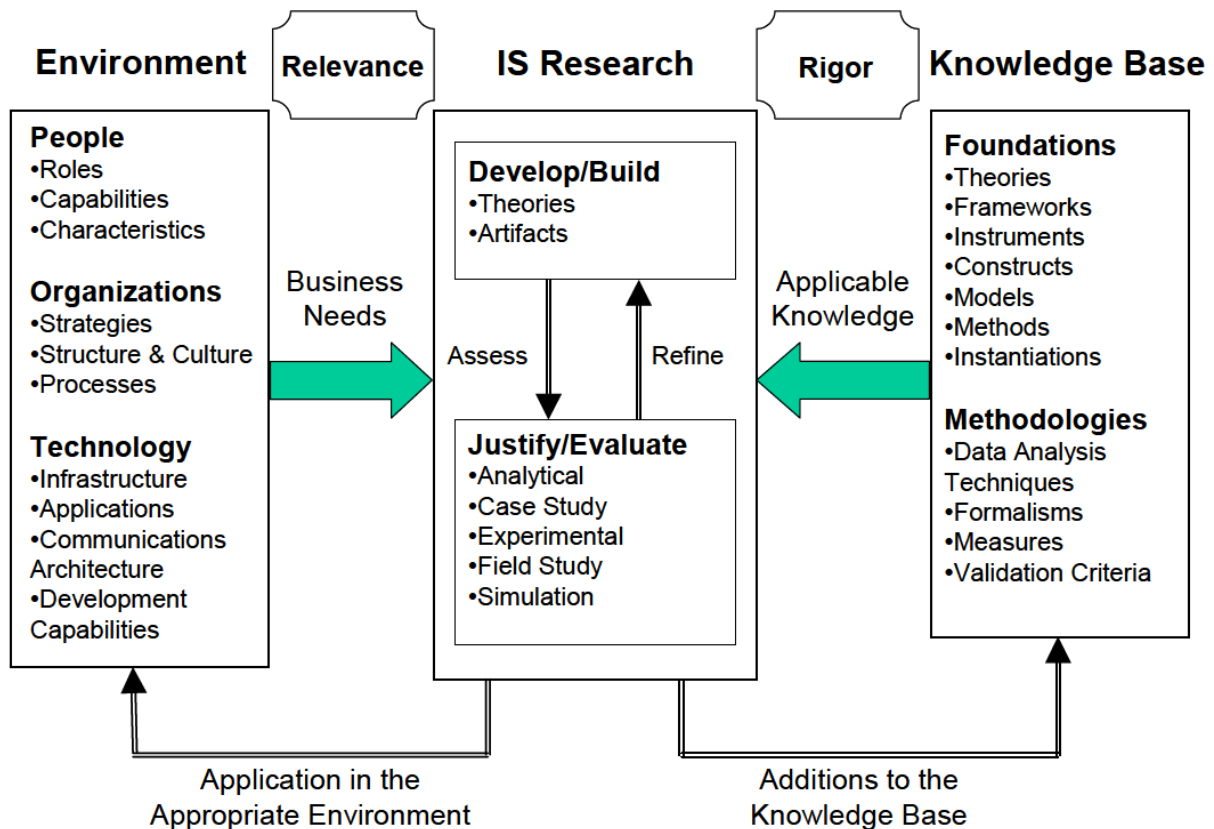 Environment
Relevance
IS Research
Rigor
Knowledge Base
People
•Roles
•Capabilities
•Characteristics
Organizations
•Strategies
•Structure & Culture
•Processes
Technology
•Infrastructure
•Applications
•Communications
Architecture
•Development
Capabilities
Business
Needs
Develop/Build
•Theories
•Artifacts
Assess
Refine
Justify/Evaluate
•Analytical
•Case Study
•Experimental
•Field Study
•Simulation
Applicable
Knowledge
Foundations
•Theories
•Frameworks
•Instruments
•Constructs
•Models
•Methods
•Instantiations
Methodologies
•Data Analysis
Techniques
•Formalisms
•Measures
•Validation Criteria
Application in the
Appropriate Environment
Additions to the
Knowledge Base